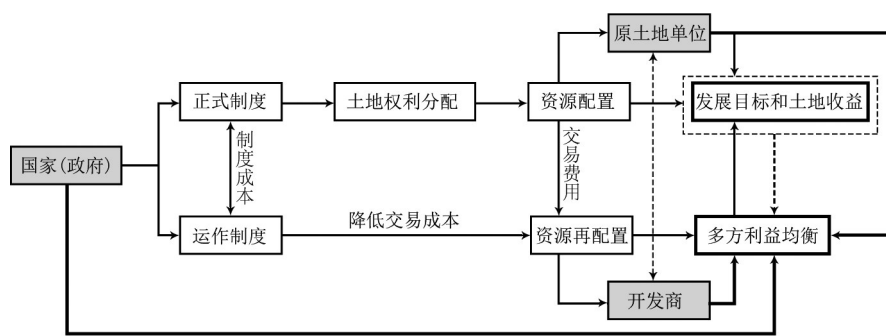 原土地单位
正式制度
土地权利分配
资源配置
发展目标和土地收益
制度成本
交易费用
国家(政府)
降低交易成本
运作制度
资源再配置
多方利益均衡
开发商